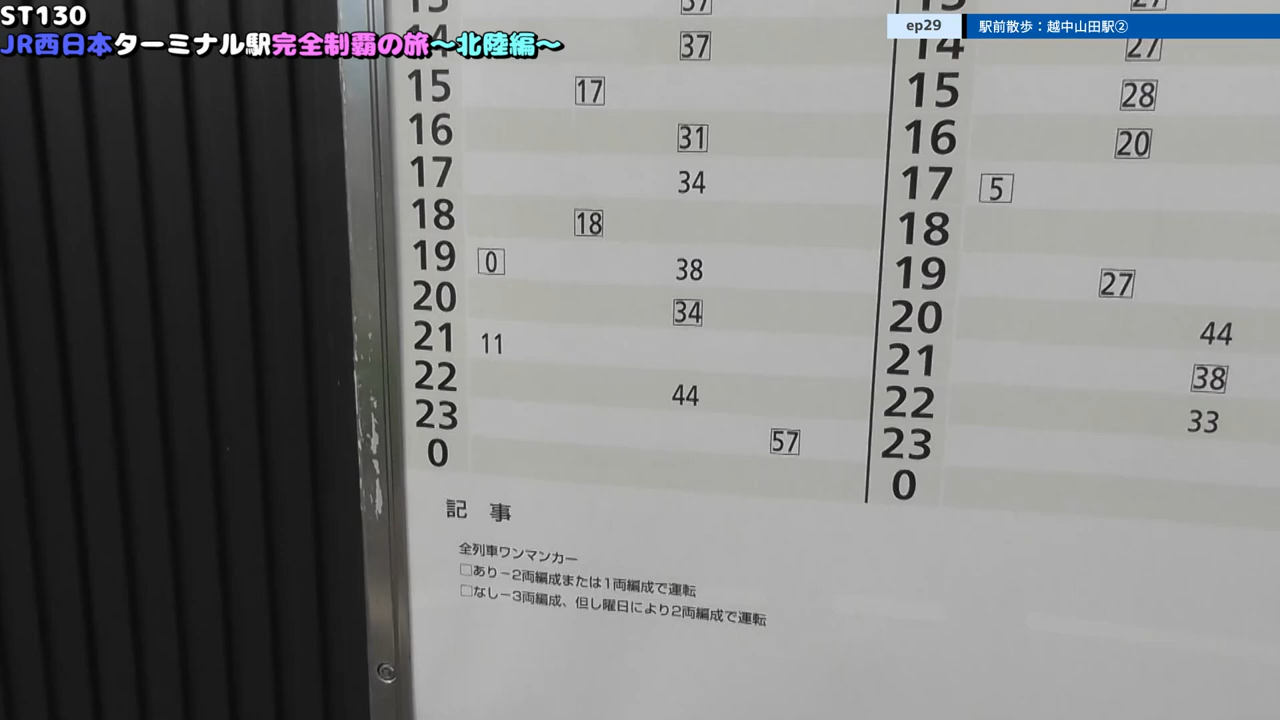 ST130
JR西日本ターミナル駅完全制覇の旅〜北陸編〜
ep29 駅前散歩：越中山田駅②
37
14 37
15 17
16 31
17 34
18 18
19 0 38
20 34
21 11
22 44
23 57
0
27
14 27
15 28
16 20
17 5
18
19 27
20 44
21 38
22 33
23
0
記 事
全列車ワンマンカー
□あり－2両編成または1両編成で運転
□なし－3両編成、但し曜日により2両編成で運転